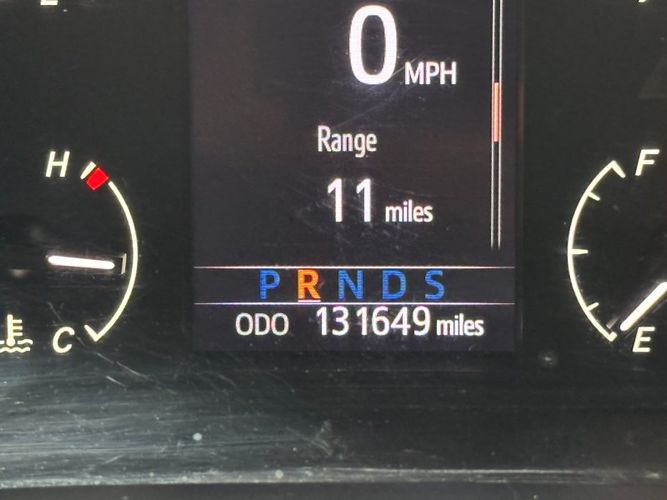 0 MPH
Range
11 miles
H
F
P R N D S
ODO 131649 miles
C
E